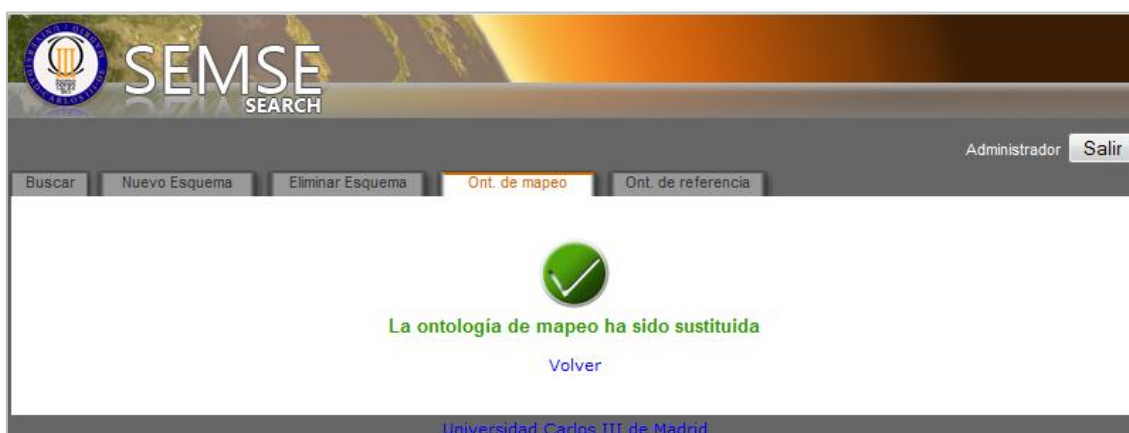 SEMSE
SEARCH
Administrador Salir
Buscar Nuevo Esquema Eliminar Esquema Ont. de mapeo Ont. de referencia
La ontología de mapeo ha sido sustituida
Volver
Universidad Carlos III de Madrid